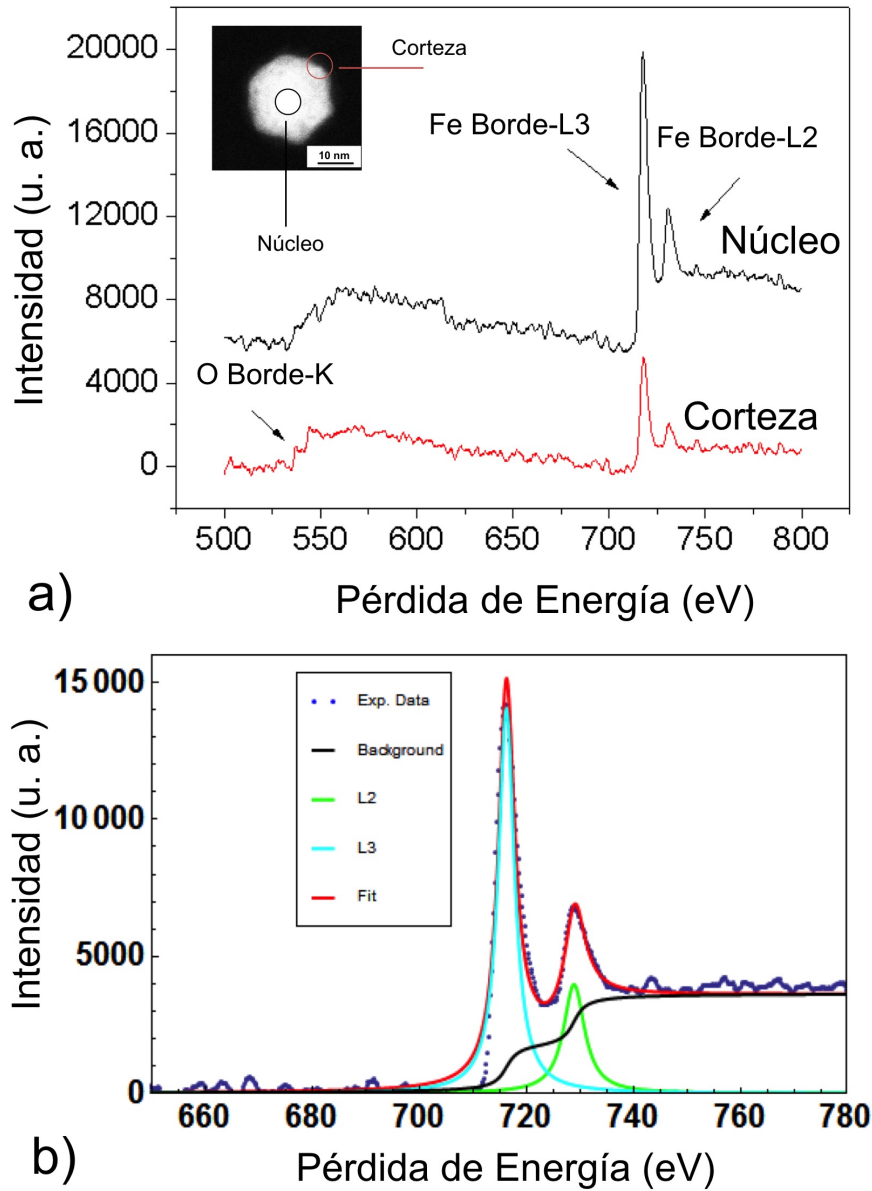 20000
16000
12000
8000
4000
0
Intensidad (u. a.)
Corteza
10 nm
Núcleo
Fe Borde-L3
Fe Borde-L2
Núcleo
O Borde-K
Corteza
500 550 600 650 700 750 800
a)
Pérdida de Energía (eV)
15 000
10 000
5000
0
Intensidad (u. a.)
Exp. Data
Background
L2
L3
Fit
660 680 700 720 740 760 780
b)
Pérdida de Energía (eV)